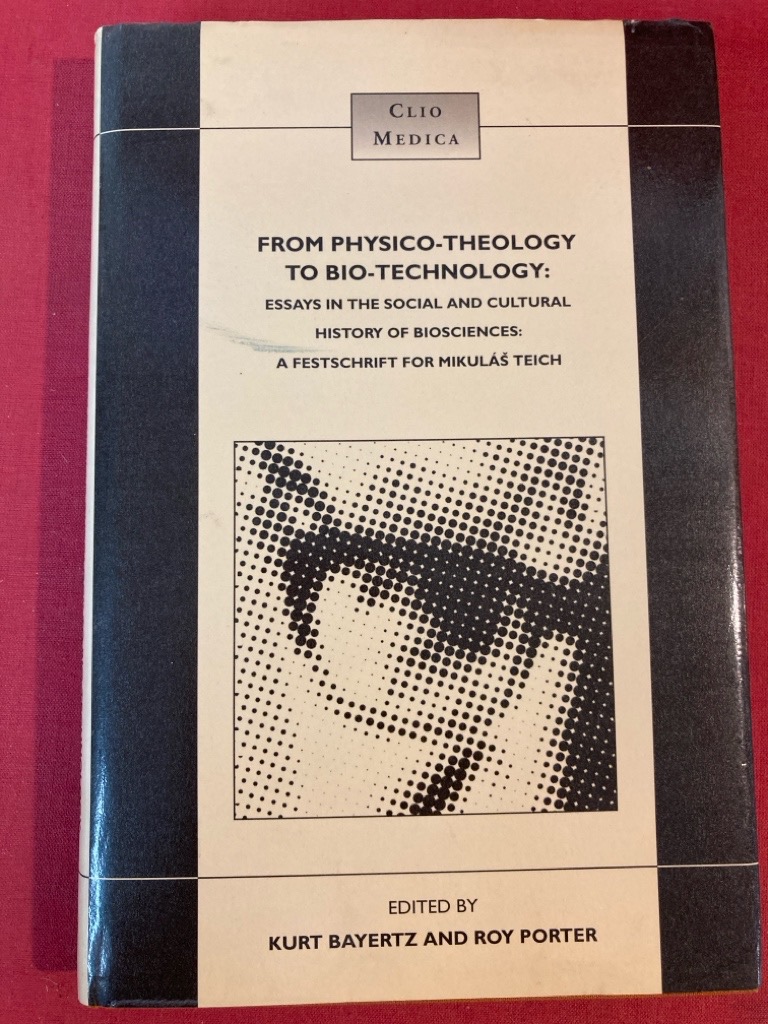 CLIO
MEDICA
FROM PHYSICO-THEOLOGY
TO BIO-TECHNOLOGY:
ESSAYS IN THE SOCIAL AND CULTURAL
HISTORY OF BIOSCIENCES:
A FESTSCHRIFT FOR MIKULÁŠ TEICH
EDITED BY
KURT BAYERTZ AND ROY PORTER